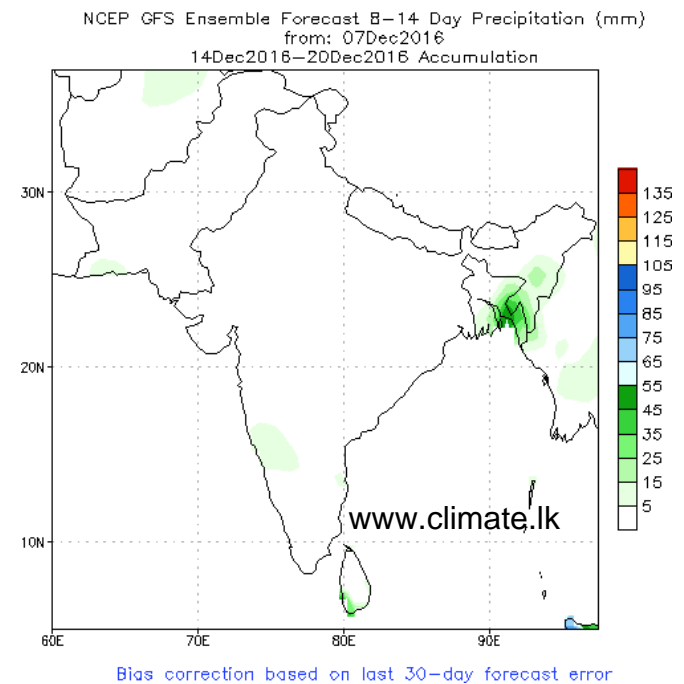 NCEP GFS Ensemble Forecast 8-14 Day Precipitation (mm)
from: 07Dec2016
14Dec2016-20Dec2016 Accumulation
30N
20N
10N
60E
70E
80E
90E
135
125
115
105
95
85
75
65
55
45
35
25
15
5
www.climate.lk
Bias correction based on last 30-day forecast error